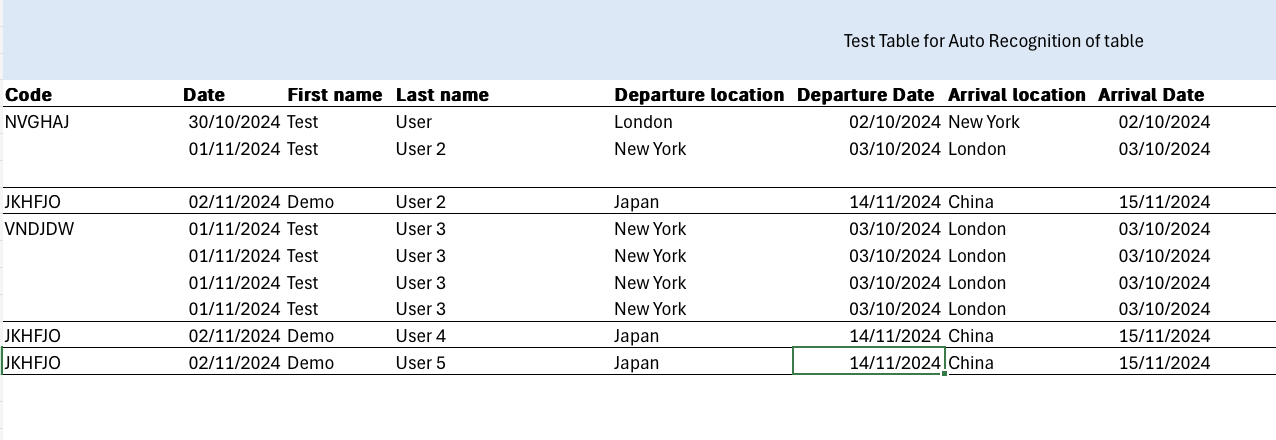 Test Table for Auto Recognition of table
Code Date First name Last name Departure location Departure Date Arrival location Arrival Date
NVGHAJ 30/10/2024 Test User London 02/10/2024 New York 02/10/2024
01/11/2024 Test User 2 New York 03/10/2024 London 03/10/2024
JKHFJO 02/11/2024 Demo User 2 Japan 14/11/2024 China 15/11/2024
VNDJDW 01/11/2024 Test User 3 New York 03/10/2024 London 03/10/2024
01/11/2024 Test User 3 New York 03/10/2024 London 03/10/2024
01/11/2024 Test User 3 New York 03/10/2024 London 03/10/2024
01/11/2024 Test User 3 New York 03/10/2024 London 03/10/2024
JKHFJO 02/11/2024 Demo User 4 Japan 14/11/2024 China 15/11/2024
JKHFJO 02/11/2024 Demo User 5 Japan 14/11/2024 China 15/11/2024